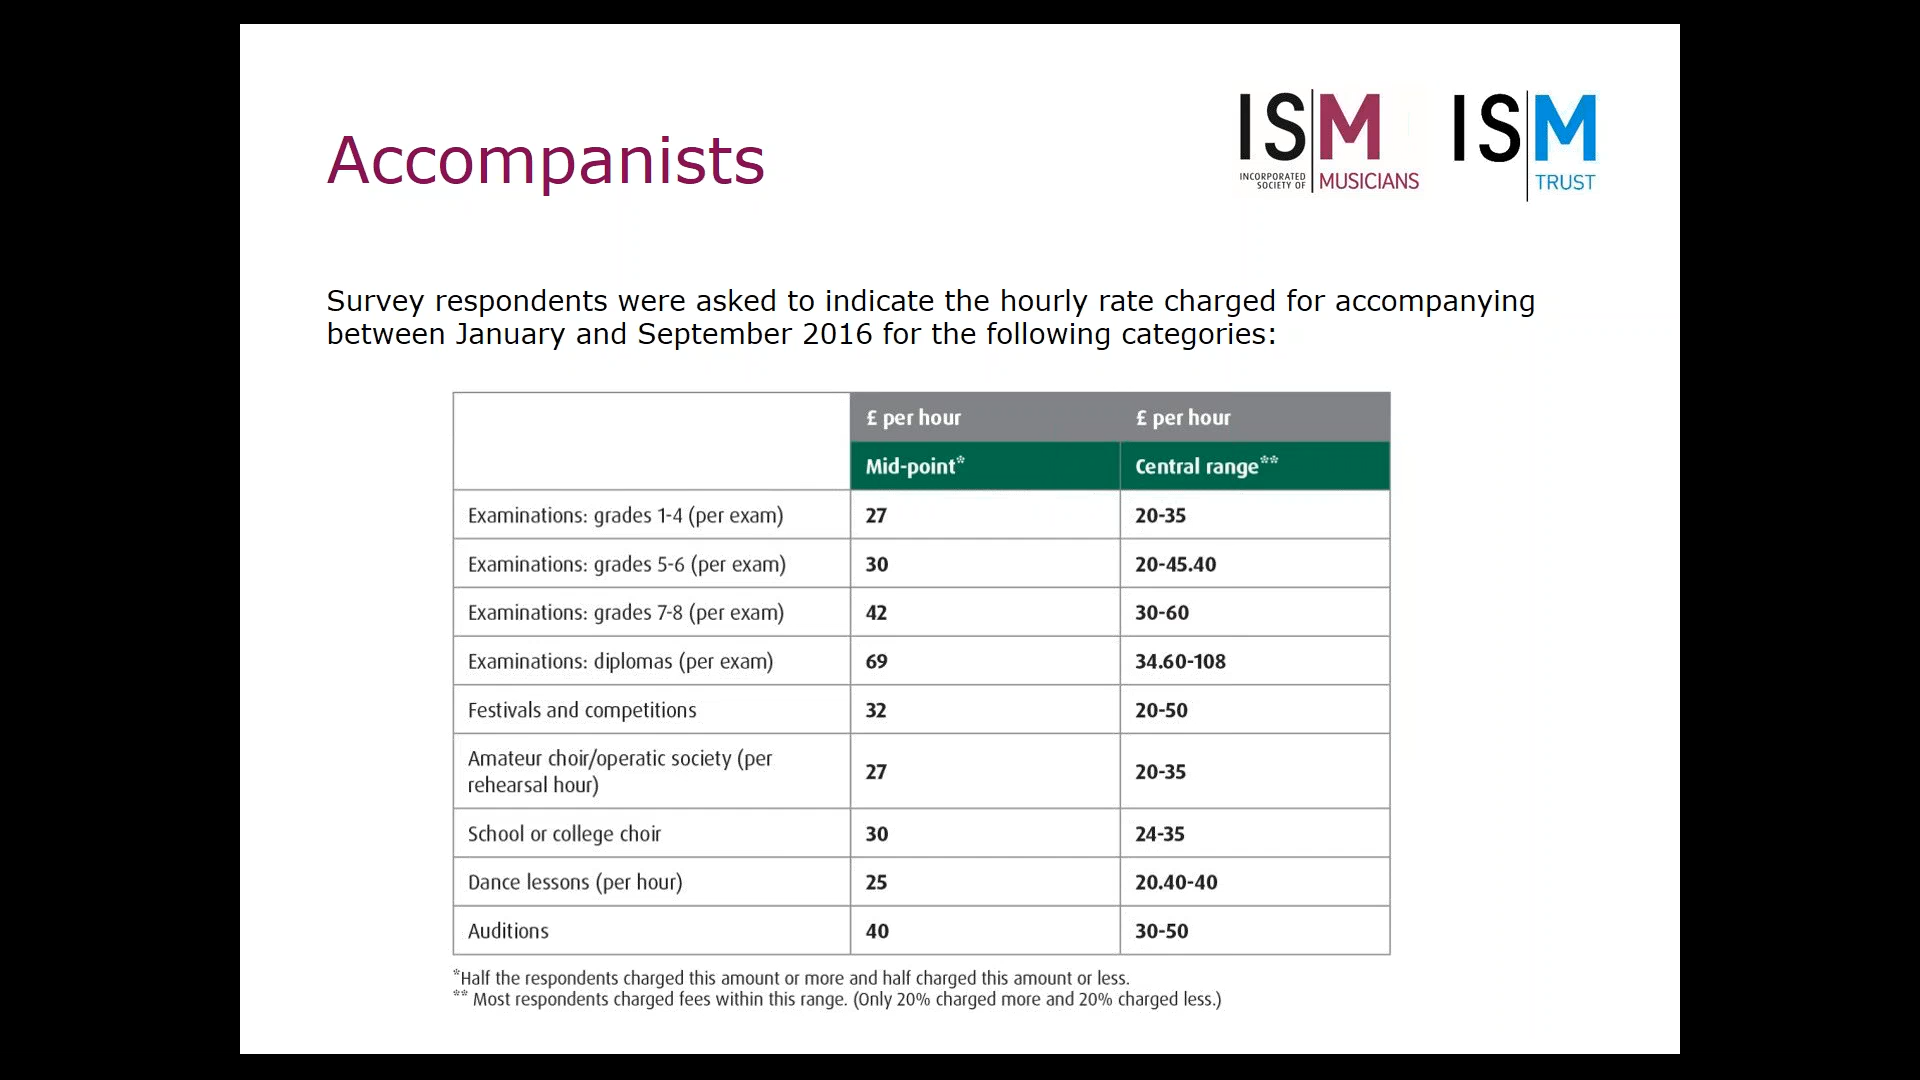 Accompanists
IS|M
INCORPORATED
SOCIETY OF
MUSICIANS
IS|M
TRUST
Survey respondents were asked to indicate the hourly rate charged for accompanying
between January and September 2016 for the following categories:
£ per hour £ per hour
Mid-point* Central range**
Examinations: grades 1-4 (per exam) 27 20-35
Examinations: grades 5-6 (per exam) 30 20-45.40
Examinations: grades 7-8 (per exam) 42 30-60
Examinations: diplomas (per exam) 69 34.60-108
Festivals and competitions 32 20-50
Amateur choir/operatic society (per
rehearsal hour) 27 20-35
School or college choir 30 24-35
Dance lessons (per hour) 25 20.40-40
Auditions 40 30-50
*Half the respondents charged this amount or more and half charged this amount or less.
** Most respondents charged fees within this range. (Only 20% charged more and 20% charged less.)